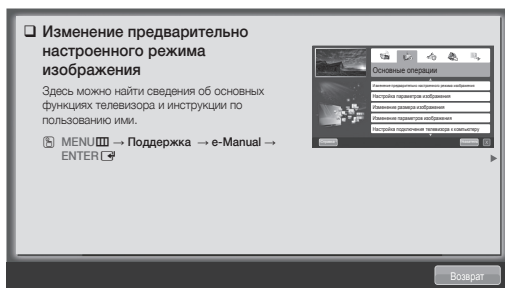 ❑ Изменение предварительно
настроенного режима
изображения
Здесь можно найти сведения об основных
функциях телевизора и инструкции по
пользованию ими.
MENU → Поддержка → e-Manual →
ENTER
Основные операции
Изменение предварительно настроенного режима изображения
Настройка параметров изображения
Изменение размера изображения
Изменение параметров изображения
Настройка подключения телевизора к компьютеру
Возврат